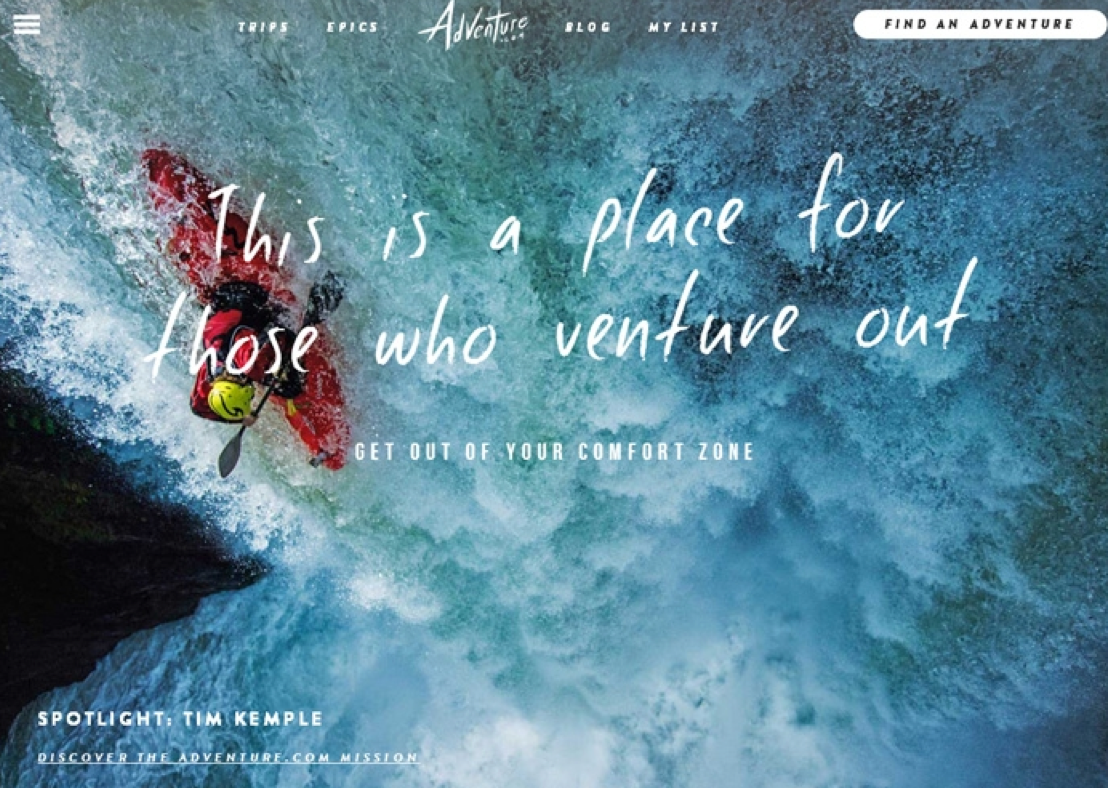 TRIPS EPICS Adventure BLOG MY LIST FIND AN ADVENTURE
This is a place for
those who venture out
GET OUT OF YOUR COMFORT ZONE
SPOTLIGHT: TIM KEMPLE
DISCOVER THE ADVENTURE.COM MISSION